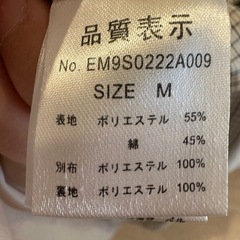 品質表示
No. EM9S0222A009
SIZE M
表地 ポリエステル 55%
綿 45%
別布 ポリエステル 100%
裏地 ポリエステル 100%